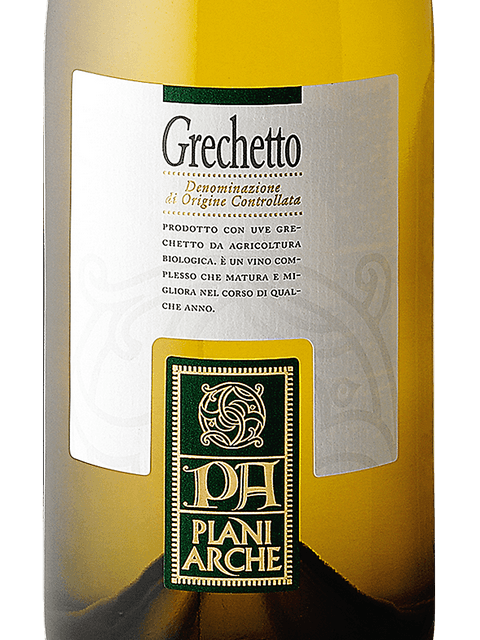 Grechetto
Denominazione
di Origine Controllata
PRODOTTO CON UVE GRE-
CHETTO DA AGRICOLTURA
BIOLOGICA. È UN VINO COM-
PLESSO CHE MATURA E MI-
GLIORA NEL CORSO DI QUAL-
CHE ANNO.
PA
PLANI
ARCHE